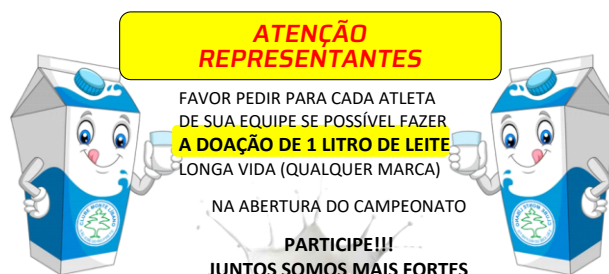 ATENÇÃO
REPRESENTANTES
FAVOR PEDIR PARA CADA ATLETA
DE SUA EQUIPE SE POSSÍVEL FAZER
A DOAÇÃO DE 1 LITRO DE LEITE
LONGA VIDA (QUALQUER MARCA)
NA ABERTURA DO CAMPEONATO
PARTICIPE!!!
JUNTOS SOMOS MAIS FORTES